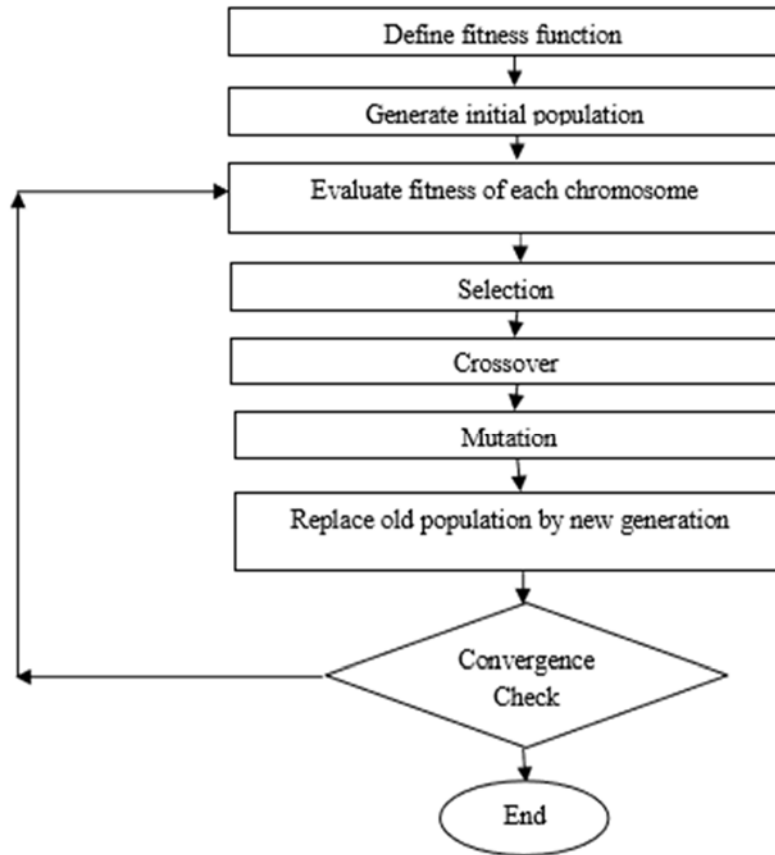 Define fitness function
Generate initial population
Evaluate fitness of each chromosome
Selection
Crossover
Mutation
Replace old population by new generation
Convergence
Check
End